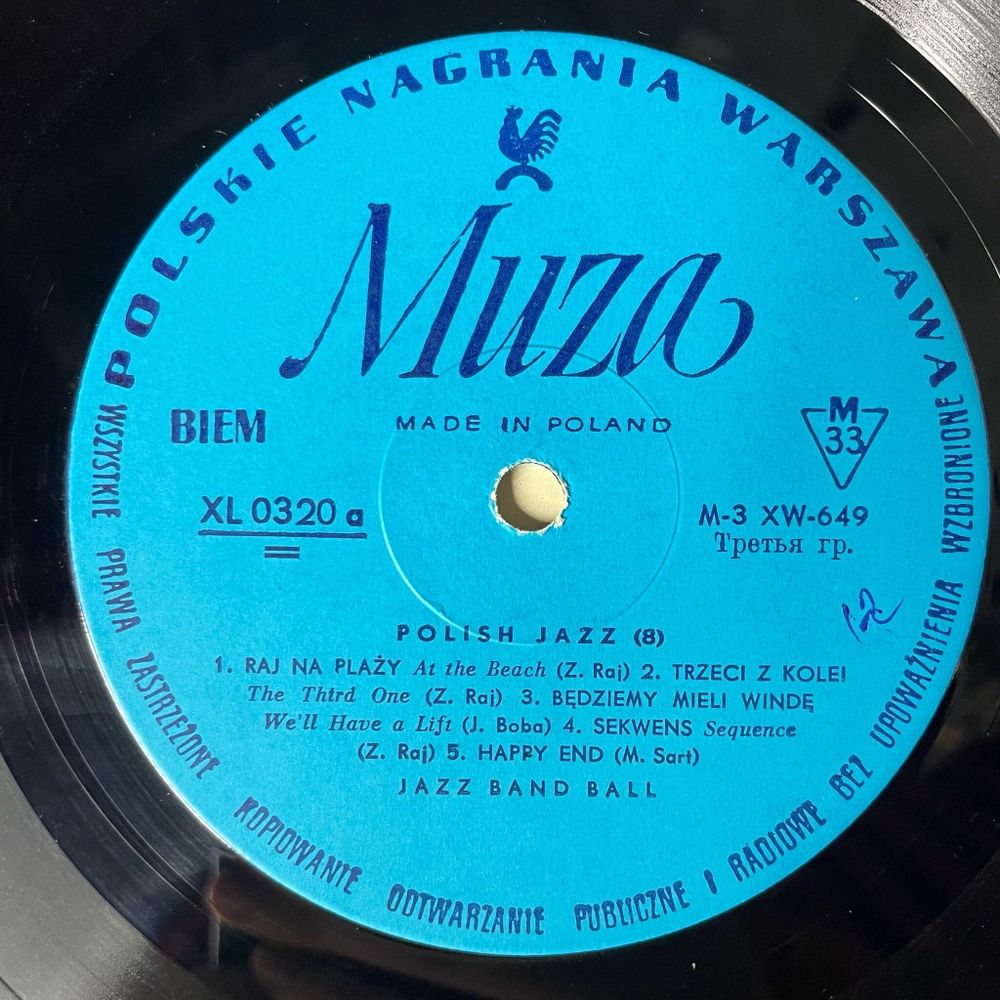 POLSKIE NAGRANIA WARSZAWA
Muza
BIEM
MADE IN POLAND
M
33
XL 0320 a
M-3 XW-649
Третья гр.
12
POLISH JAZZ (8)
1. RAJ NA PLAŻY At the Beach (Z. Raj) 2. TRZECI Z KOLEI
The Third One (Z. Raj) 3. BĘDZIEMY MIELI WINDĘ
We'll Have a Lift (J. Boba) 4. SEKWENS Sequence
(Z. Raj) 5. HAPPY END (M. Sart)
JAZZ BAND BALL
WSZYSTKIE PRAWA ZASTRZEŻONE KOPIOWANIE ODTWARZANIE PUBLICZNE I RADIOWE BEZ UPOWAŻNIENIA WZBRONIONE